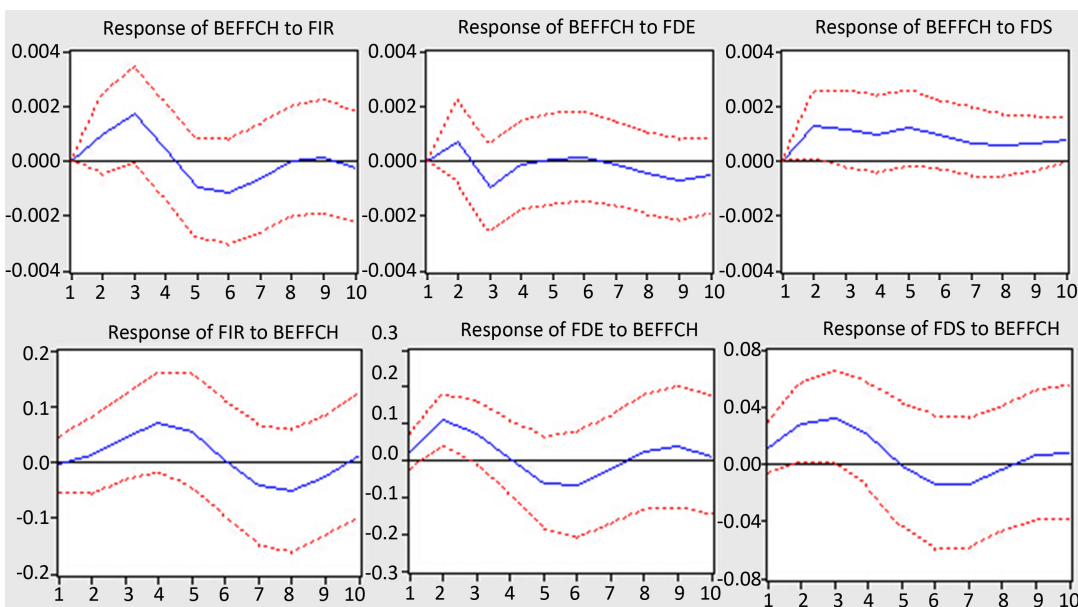 Response of BEFFCH to FIR
0.004
0.002
0.000
-0.002
-0.004
1 2 3 4 5 6 7 8 9 10
Response of BEFFCH to FDE
0.004
0.002
0.000
-0.002
-0.004
1 2 3 4 5 6 7 8 9 10
Response of BEFFCH to FDS
0.004
0.002
0.000
-0.002
-0.004
1 2 3 4 5 6 7 8 9 10
Response of FIR to BEFFCH
0.2
0.1
0.0
-0.1
-0.2
1 2 3 4 5 6 7 8 9 10
Response of FDE to BEFFCH
0.3
0.2
0.1
0.0
-0.1
-0.2
-0.3
1 2 3 4 5 6 7 8 9 10
Response of FDS to BEFFCH
0.08
0.04
0.00
-0.04
-0.08
1 2 3 4 5 6 7 8 9 10